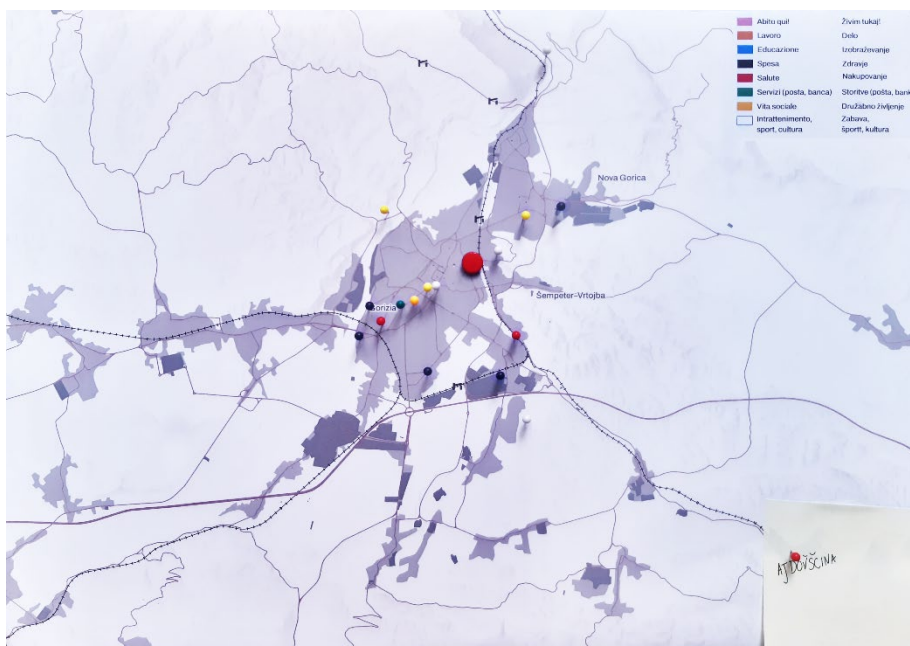 Abito qui! Živim tukaj!
Lavoro Delo
Educazione Izobraževanje
Spesa Zdravje
Salute Nakupovanje
Servizi (posta, banca) Storitve (pošta, bank
Vita sociale Družabno življenje
Intrattenimento, Zabava,
sport, cultura športt, kultura
Nova Gorica
Šempeter-Vrtojba
Gorizia
AJDOVŠČINA